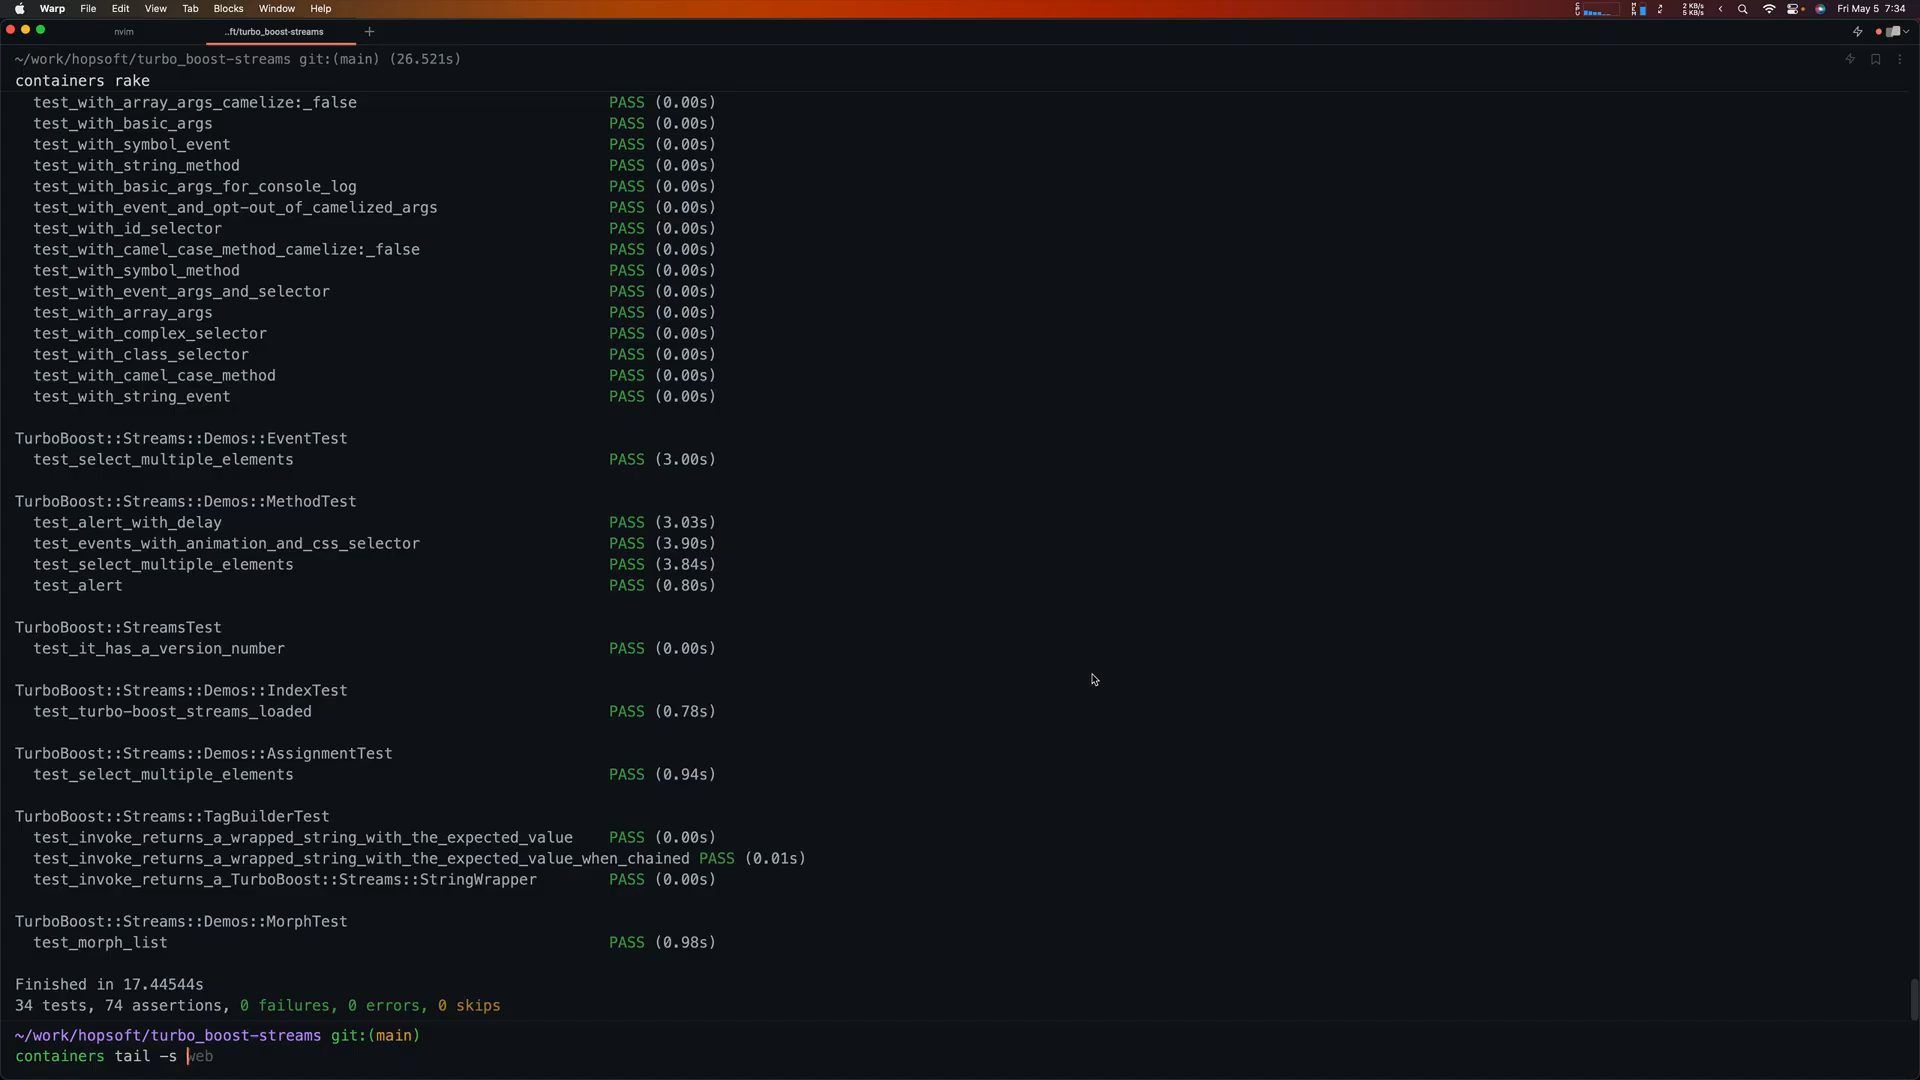 Warp File Edit View Tab Blocks Window Help 2 KB/s 5 KB/s Fri May 5 7:34
nvim ..ft/turbo_boost-streams +
~/work/hopsoft/turbo_boost-streams git:(main) (26.521s)
containers rake
test_with_array_args_camelize:_false PASS (0.00s)
test_with_basic_args PASS (0.00s)
test_with_symbol_event PASS (0.00s)
test_with_string_method PASS (0.00s)
test_with_basic_args_for_console_log PASS (0.00s)
test_with_event_and_opt-out_of_camelized_args PASS (0.00s)
test_with_id_selector PASS (0.00s)
test_with_camel_case_method_camelize:_false PASS (0.00s)
test_with_symbol_method PASS (0.00s)
test_with_event_args_and_selector PASS (0.00s)
test_with_array_args PASS (0.00s)
test_with_complex_selector PASS (0.00s)
test_with_class_selector PASS (0.00s)
test_with_camel_case_method PASS (0.00s)
test_with_string_event PASS (0.00s)
TurboBoost::Streams::Demos::EventTest
test_select_multiple_elements PASS (3.00s)
TurboBoost::Streams::Demos::MethodTest
test_alert_with_delay PASS (3.03s)
test_events_with_animation_and_css_selector PASS (3.90s)
test_select_multiple_elements PASS (3.84s)
test_alert PASS (0.80s)
TurboBoost::StreamsTest
test_it_has_a_version_number PASS (0.00s)
TurboBoost::Streams::Demos::IndexTest
test_turbo-boost_streams_loaded PASS (0.78s)
TurboBoost::Streams::Demos::AssignmentTest
test_select_multiple_elements PASS (0.94s)
TurboBoost::Streams::TagBuilderTest
test_invoke_returns_a_wrapped_string_with_the_expected_value PASS (0.00s)
test_invoke_returns_a_wrapped_string_with_the_expected_value_when_chained PASS (0.01s)
test_invoke_returns_a_TurboBoost::Streams::StringWrapper PASS (0.00s)
TurboBoost::Streams::Demos::MorphTest
test_morph_list PASS (0.98s)
Finished in 17.44544s
34 tests, 74 assertions, 0 failures, 0 errors, 0 skips
~/work/hopsoft/turbo_boost-streams git:(main)
containers tail -s web